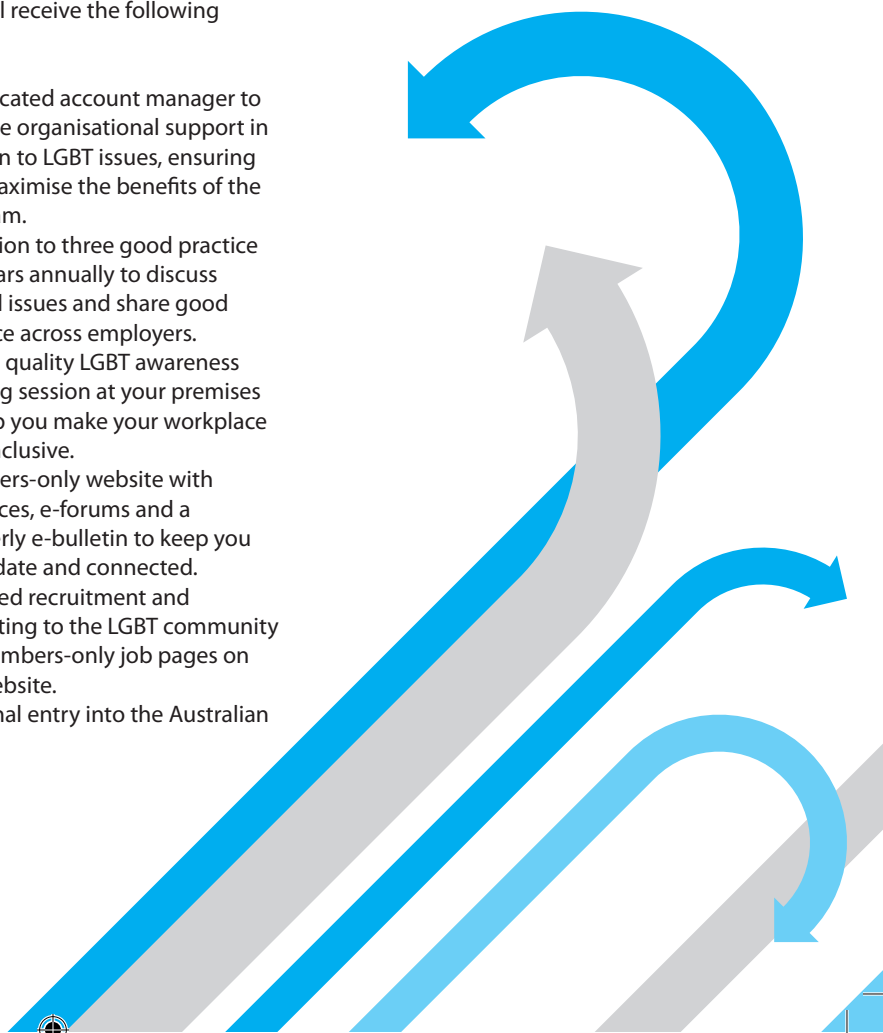 l receive the following
cated account manager to
e organisational support in
n to LGBT issues, ensuring
aximise the benefits of the
m.
ion to three good practice
ars annually to discuss
l issues and share good
ce across employers.
quality LGBT awareness
g session at your premises
p you make your workplace
nclusive.
ers-only website with
ces, e-forums and a
erly e-bulletin to keep you
date and connected.
ed recruitment and
ting to the LGBT community
mbers-only job pages on
ebsite.
nal entry into the Australian